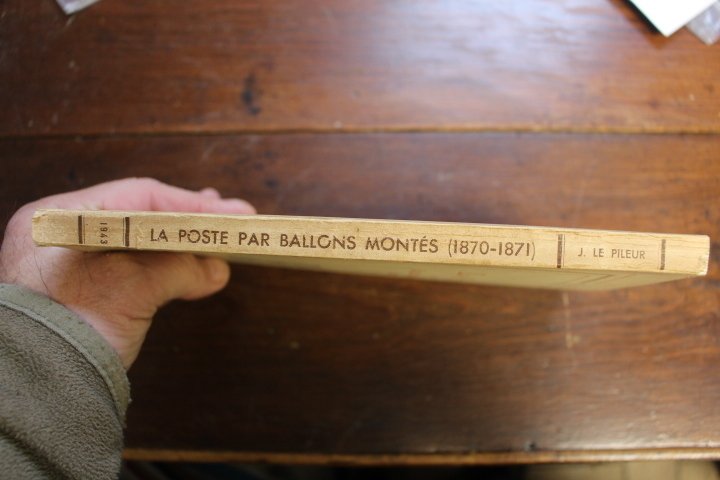 1943
LA POSTE PAR BALLONS MONTÉS (1870-1871)
J. LE PILEUR